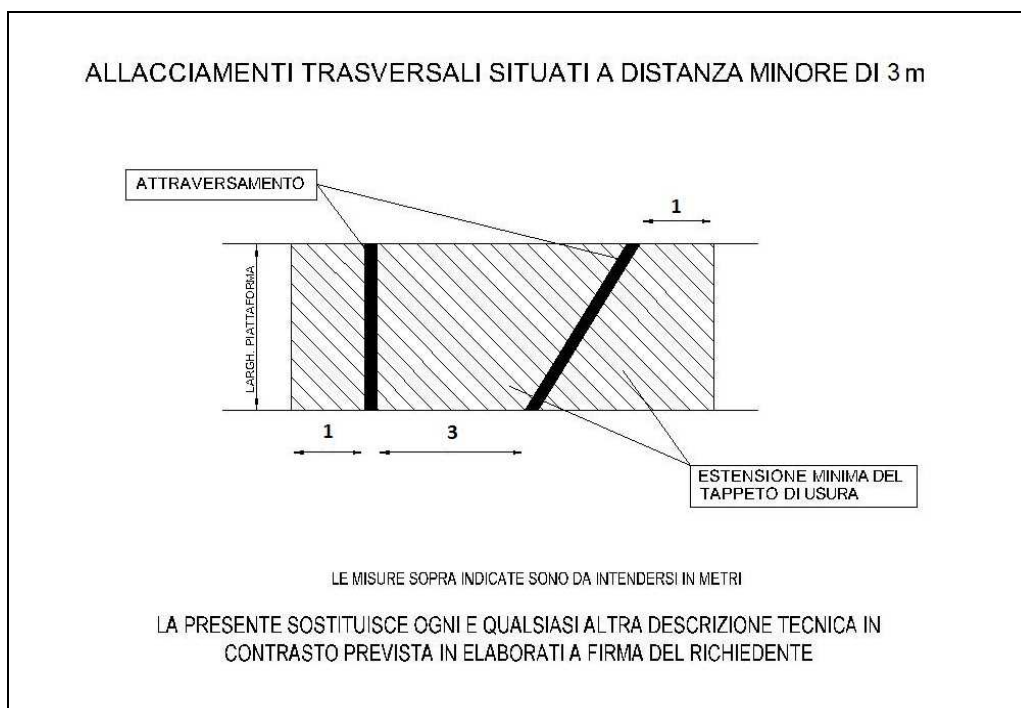 ALLACCIAMENTI TRASVERSALI SITUATI A DISTANZA MINORE DI 3 m
ATTRAVERSAMENTO
1
LARGH. PIATTAFORMA
1
3
ESTENSIONE MINIMA DEL
TAPPETO DI USURA
LE MISURE SOPRA INDICATE SONO DA INTENDERSI IN METRI
LA PRESENTE SOSTITUISCE OGNI E QUALSIASI ALTRA DESCRIZIONE TECNICA IN
CONTRASTO PREVISTA IN ELABORATI A FIRMA DEL RICHIEDENTE